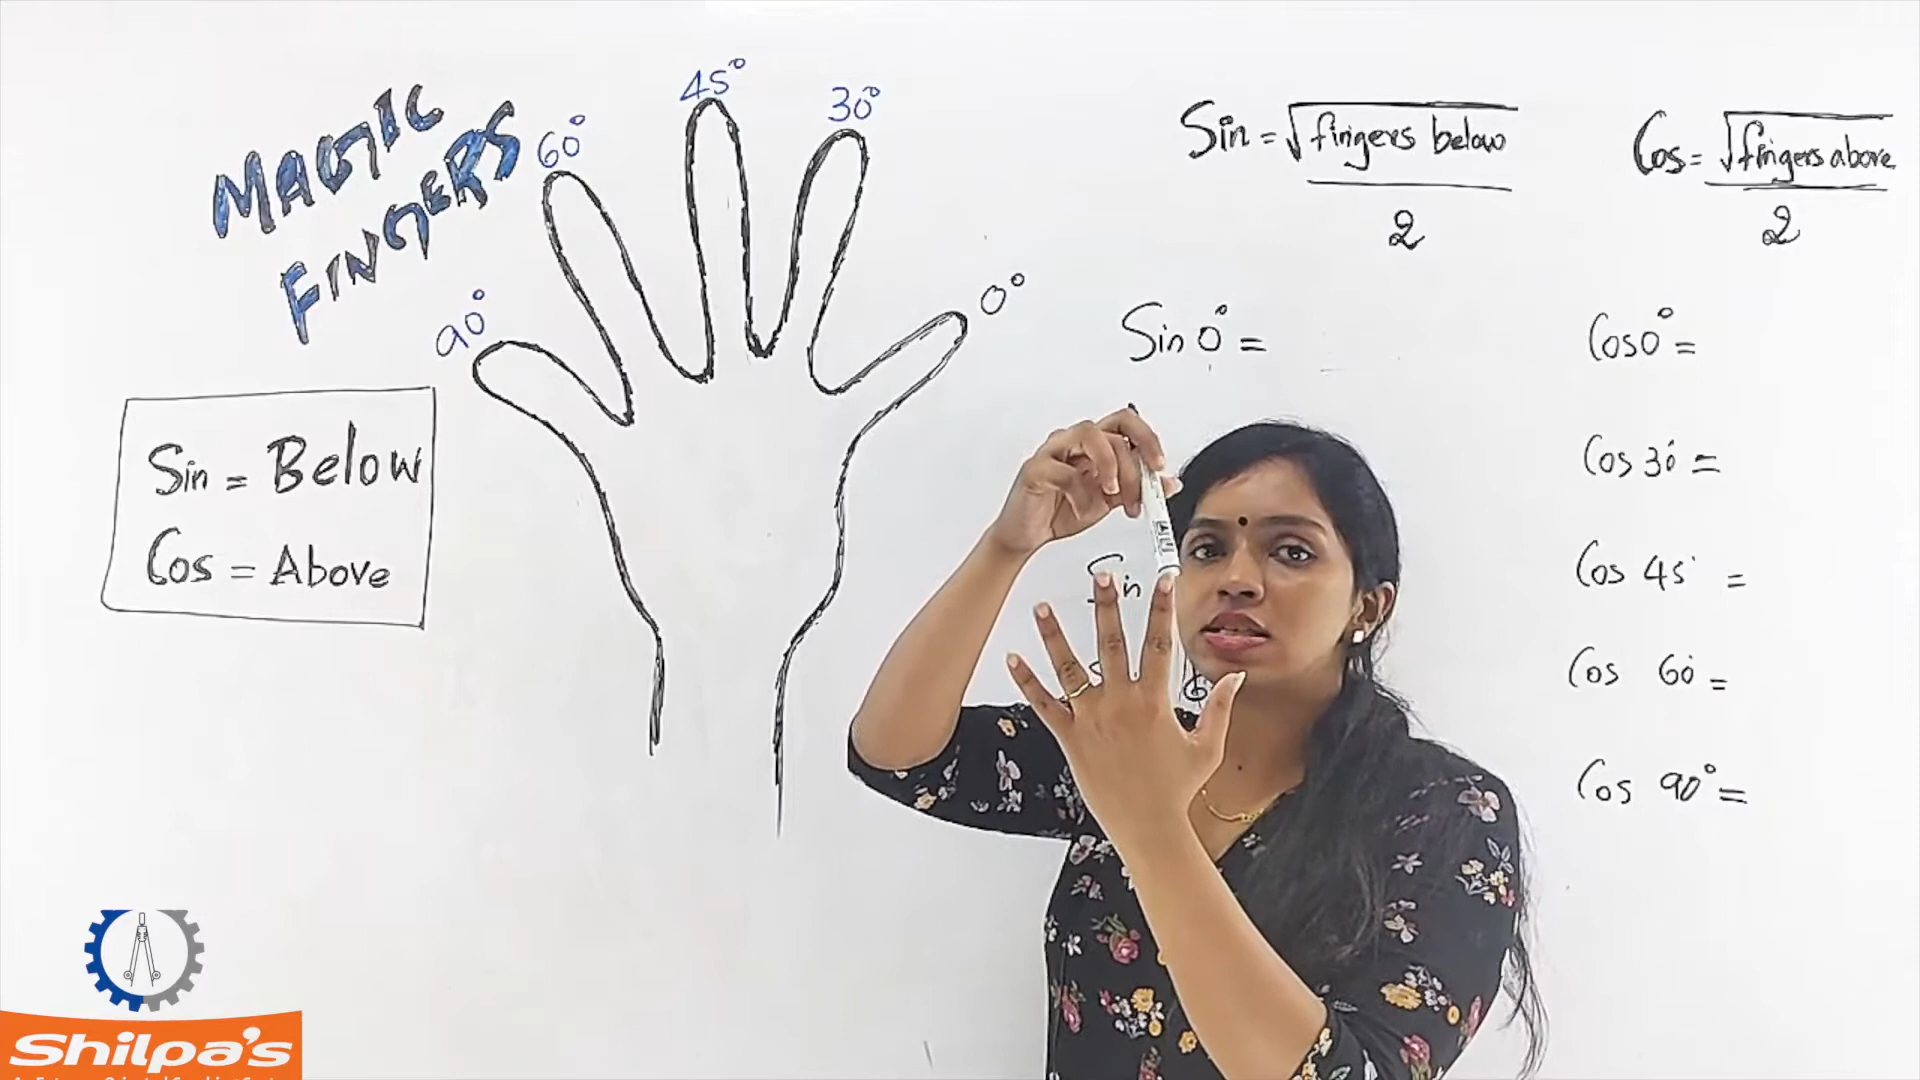 MAGIC
FINGERS
90°
60°
45°
30°
0°
Sin = Below
Cos = Above
Sin = √fingers below
2
Cos = √fingers above
2
Sin 0° =
Sin
Cos 0° =
Cos 30 =
Cos 45 =
Cos 60 =
Cos 90° =
Shilpa's